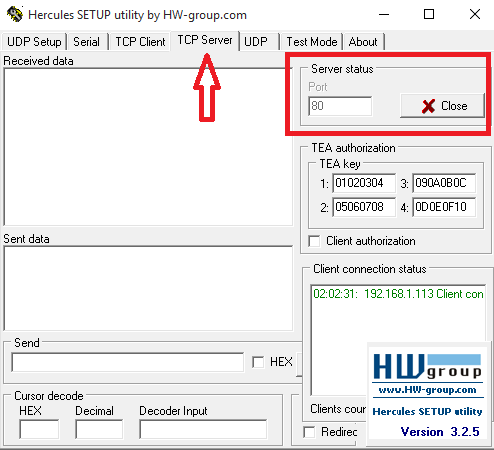 Hercules SETUP utility by HW-group.com
UDP Setup Serial TCP Client TCP Server UDP Test Mode About
Received data
Server status
Port
80
Close
TEA authorization
TEA key
1: 01020304 3: 090A0B0C
2: 05060708 4: 0D0E0F10
Client authorization
Sent data
Client connection status
02:02:31: 192.168.1.113 Client con
Send
HEX
HWgroup
www.HW-group.com
Hercules SETUP utility
Version 3.2.5
Cursor decode
HEX Decimal Decoder Input
Clients cour
Redirec